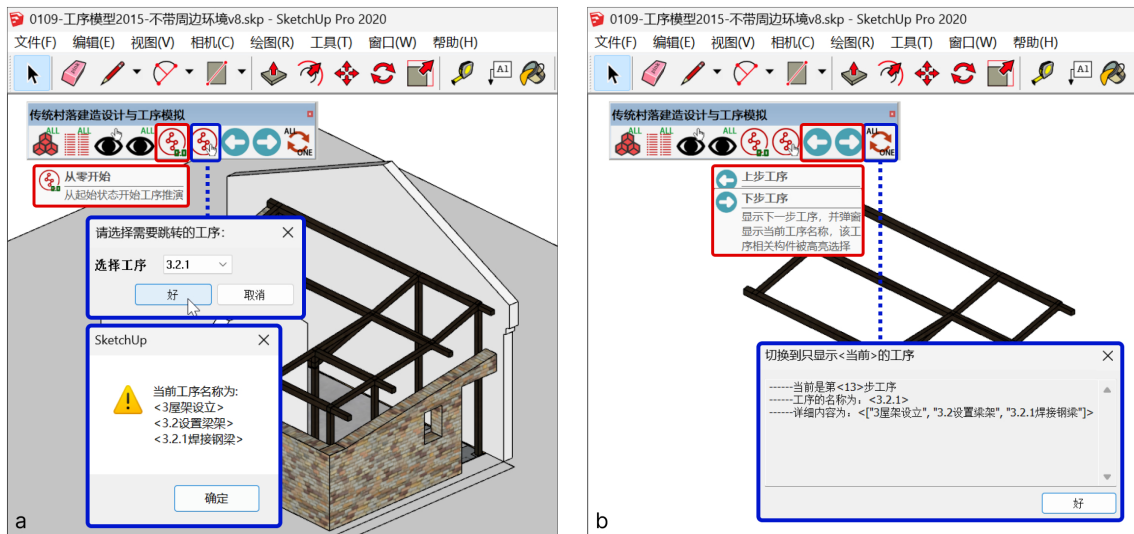 0109-工序模型2015-不带周边环境v8.skp - SketchUp Pro 2020
文件(F) 编辑(E) 视图(V) 相机(C) 绘图(R) 工具(T) 窗口(W) 帮助(H)
A1
传统村落建造设计与工序模拟
ALL ALL ALL ALL
ONE
从零开始
从起始状态开始工序推演
请选择需要跳转的工序:
选择工序 3.2.1
好 取消
SketchUp
当前工序名称为:
<3屋架设立>
<3.2设置梁架>
<3.2.1焊接钢梁>
确定
a
0109-工序模型2015-不带周边环境v8.skp - SketchUp Pro 2020
文件(F) 编辑(E) 视图(V) 相机(C) 绘图(R) 工具(T) 窗口(W) 帮助(H)
A1
传统村落建造设计与工序模拟
ALL ALL ALL ALL
ONE
上步工序
下步工序
显示下一步工序，并弹窗
显示当前工序名称，该工
序相关构件被高亮选择
切换到只显示<当前>的工序
------当前是第<13>步工序
------工序的名称为：<3.2.1>
------详细内容为：<["3屋架设立", "3.2设置梁架", "3.2.1焊接钢梁"]>
好
b